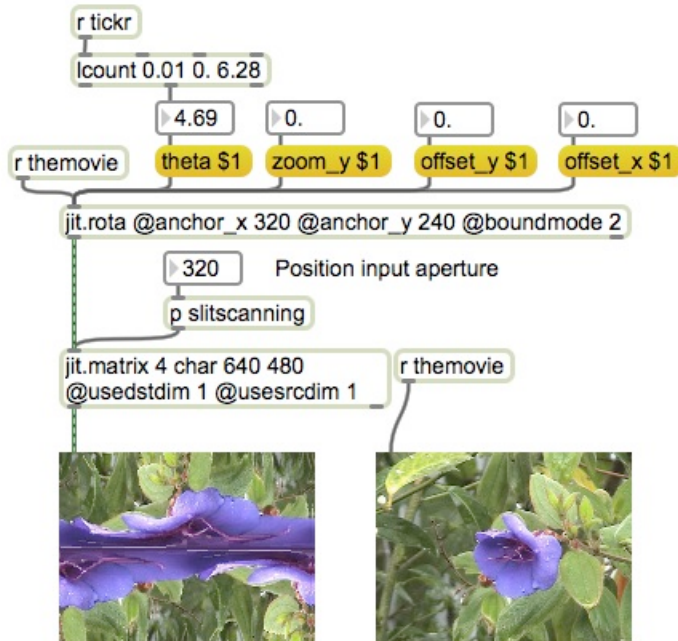 r tickr
lcount 0.01 0. 6.28
4.69
0.
0.
0.
r themovie
theta $1
zoom_y $1
offset_y $1
offset_x $1
jit.rota @anchor_x 320 @anchor_y 240 @boundmode 2
320
Position input aperture
p slitscanning
jit.matrix 4 char 640 480
@usedstdim 1 @usesrcdim 1
r themovie